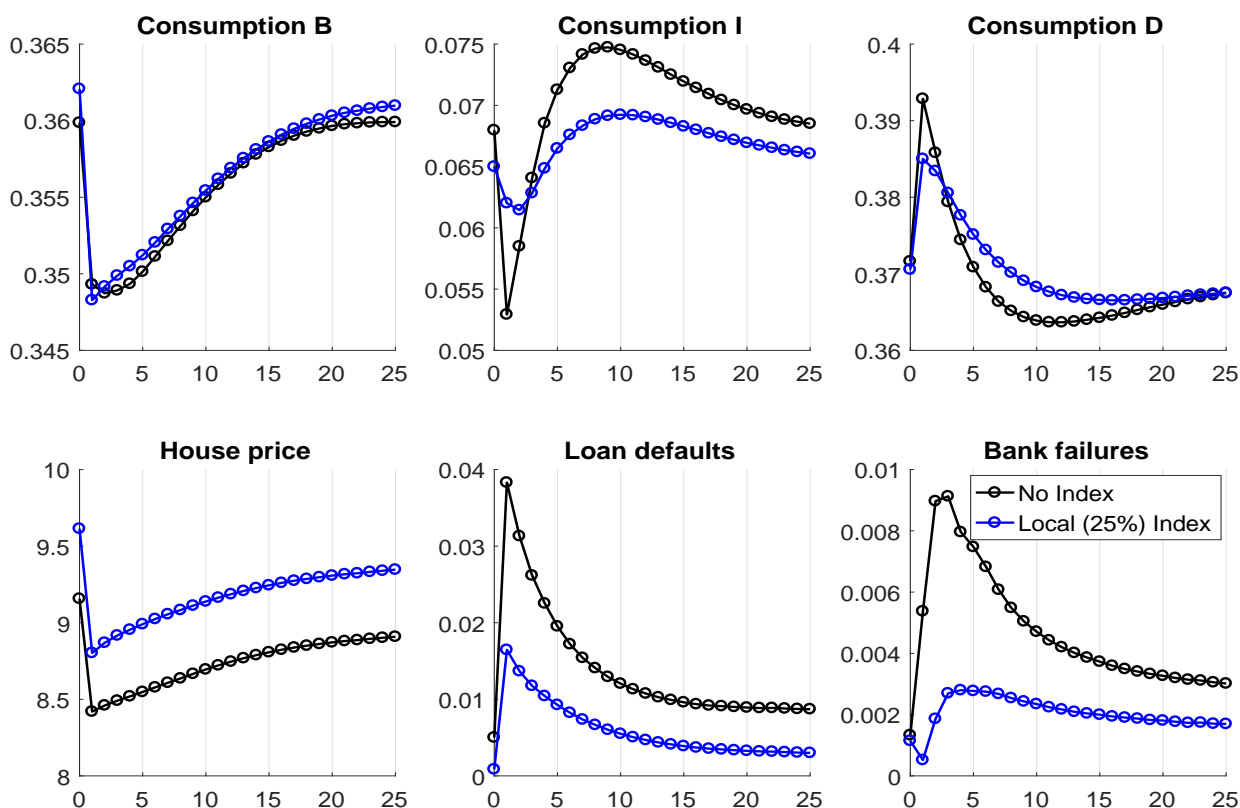 Consumption B
0.365
0.36
0.355
0.35
0.345
0 5 10 15 20 25
Consumption I
0.075
0.07
0.065
0.06
0.055
0.05
0 5 10 15 20 25
Consumption D
0.4
0.39
0.38
0.37
0.36
0 5 10 15 20 25
House price
10
9.5
9
8.5
8
0 5 10 15 20 25
Loan defaults
0.04
0.03
0.02
0.01
0
0 5 10 15 20 25
Bank failures
0.01
0.008
0.006
0.004
0.002
0
0 5 10 15 20 25
No Index
Local (25%) Index